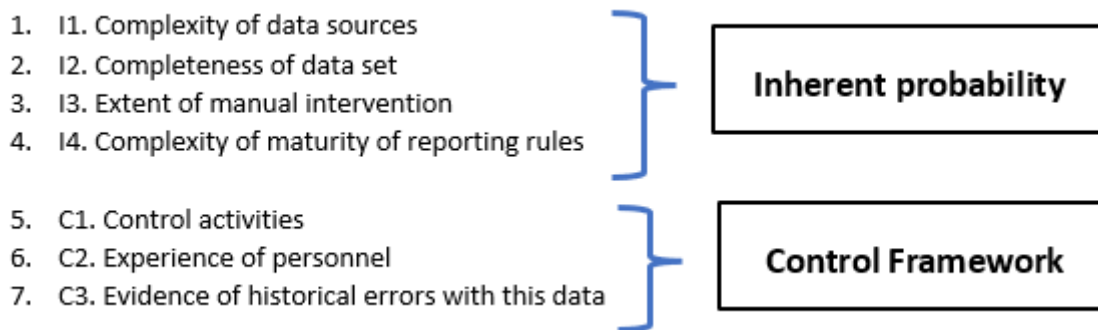 1. I1. Complexity of data sources
2. I2. Completeness of data set
3. I3. Extent of manual intervention
4. I4. Complexity of maturity of reporting rules
Inherent probability
5. C1. Control activities
6. C2. Experience of personnel
7. C3. Evidence of historical errors with this data
Control Framework